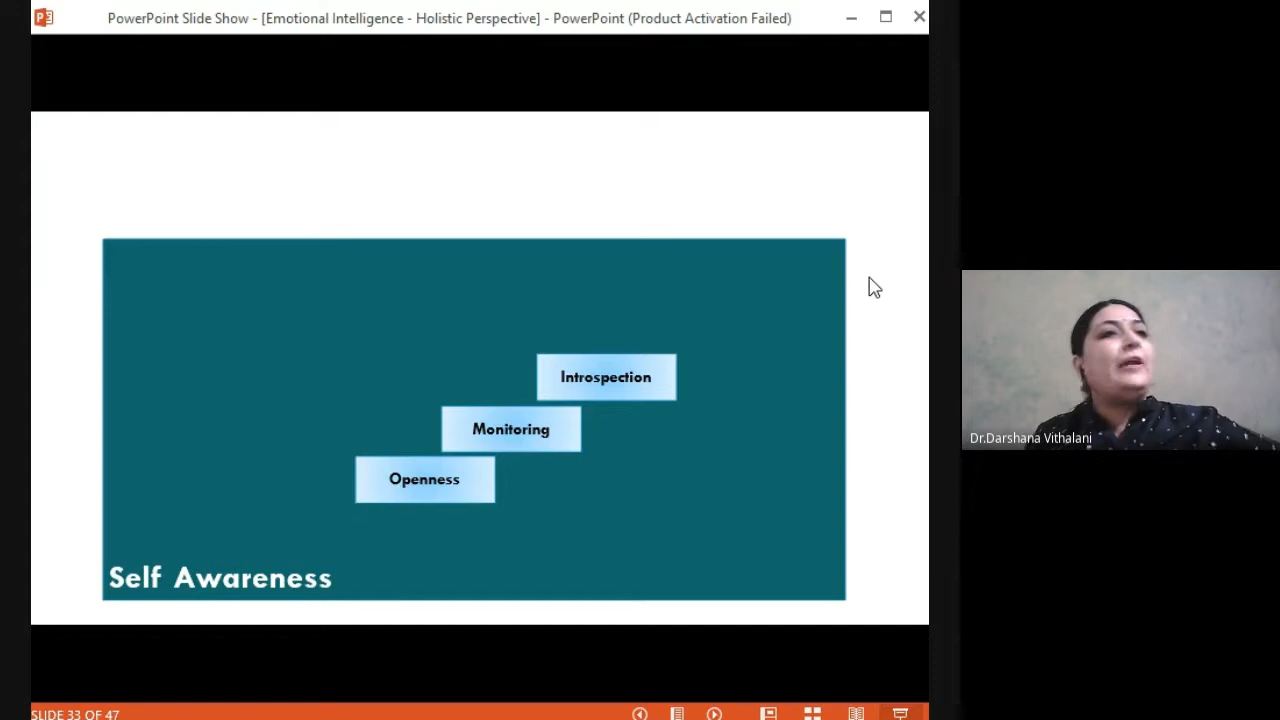 PowerPoint Slide Show - [Emotional Intelligence - Holistic Perspective] - PowerPoint (Product Activation Failed)
Introspection
Monitoring
Openness
Self Awareness
Dr.Darshana Vithalani
SLIDE 33 OF 47